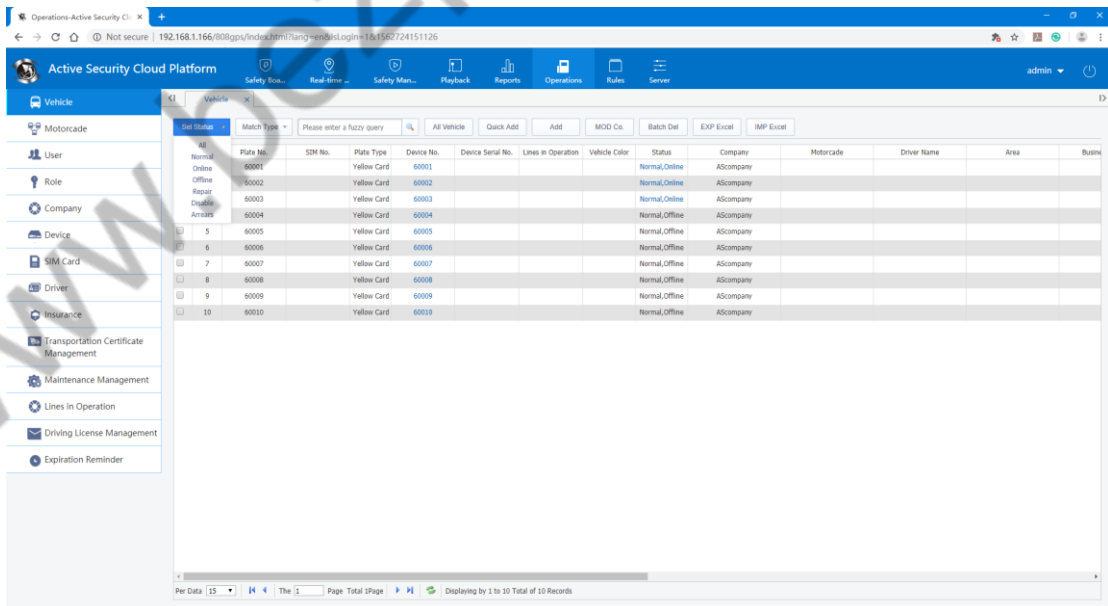 Operations-Active Security Cl
Not secure | 192.168.1.166/808gps/index.html?lang=en&isLogin=1&1562724151126
Active Security Cloud Platform
Safety Boa... Real-time ... Safety Man... Playback Reports Operations Rules Server
admin
Vehicle
Motorcade
User
Role
Company
Device
SIM Card
Driver
Insurance
Transportation Certificate
Management
Maintenance Management
Lines in Operation
Driving License Management
Expiration Reminder
Vehicle
Sel Status Match Type Please enter a fuzzy query All Vehicle Quick Add Add MOD Co. Batch Del EXP Excel IMP Excel
All
Normal
Online
Offline
Repair
Disable
Arrears
Plate No. SIM No. Plate Type Device No. Device Serial No. Lines in Operation Vehicle Color Status Company Motorcade Driver Name Area Busine
60001 Yellow Card 60001 Normal,Online AScompany
60002 Yellow Card 60002 Normal,Online AScompany
60003 Yellow Card 60003 Normal,Online AScompany
60004 Yellow Card 60004 Normal,Offline AScompany
5 60005 Yellow Card 60005 Normal,Offline AScompany
6 60006 Yellow Card 60006 Normal,Offline AScompany
7 60007 Yellow Card 60007 Normal,Offline AScompany
8 60008 Yellow Card 60008 Normal,Offline AScompany
9 60009 Yellow Card 60009 Normal,Offline AScompany
10 60010 Yellow Card 60010 Normal,Offline AScompany
Per Data 15 The 1 Page Total 1Page Displaying by 1 to 10 Total of 10 Records